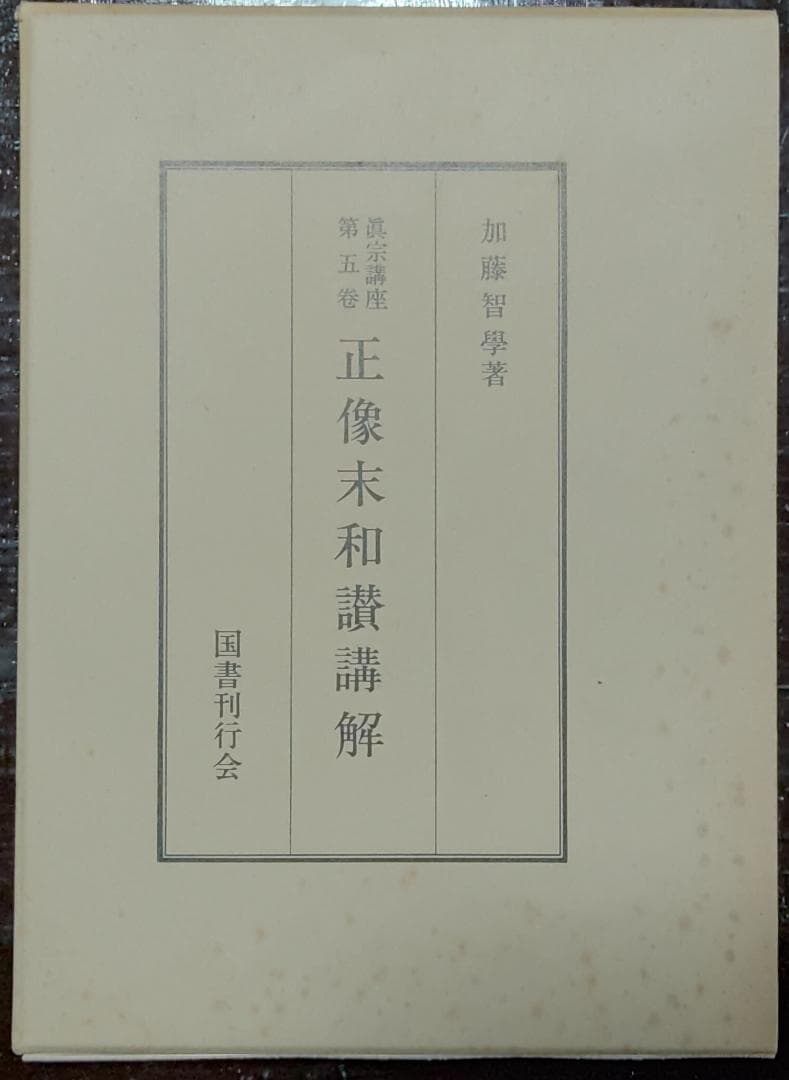 加藤智學著
眞宗講座
第五卷
正像末和讃講解
国書刊行会